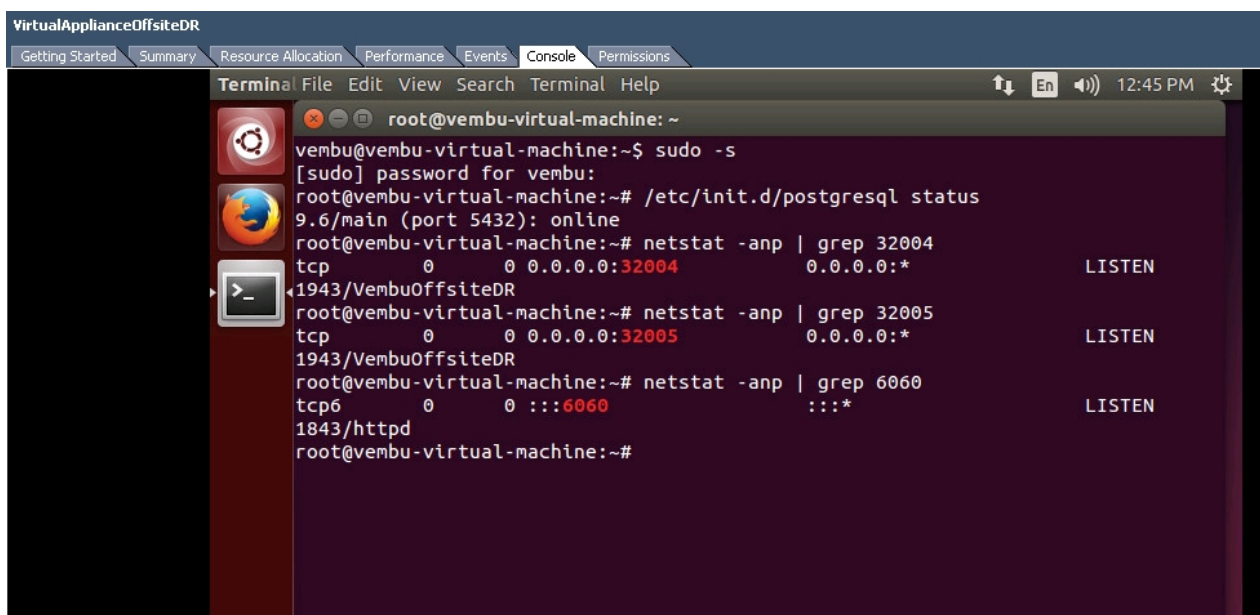 VirtualApplianceOffsiteDR
Getting Started Summary Resource Allocation Performance Events Console Permissions
Terminal File Edit View Search Terminal Help En 12:45 PM
root@vembu-virtual-machine: ~
vembu@vembu-virtual-machine:~$ sudo -s
[sudo] password for vembu:
root@vembu-virtual-machine:~# /etc/init.d/postgresql status
9.6/main (port 5432): online
root@vembu-virtual-machine:~# netstat -anp | grep 32004
tcp 0 0 0.0.0.0:32004 0.0.0.0:* LISTEN
1943/VembuOffsiteDR
root@vembu-virtual-machine:~# netstat -anp | grep 32005
tcp 0 0 0.0.0.0:32005 0.0.0.0:* LISTEN
1943/VembuOffsiteDR
root@vembu-virtual-machine:~# netstat -anp | grep 6060
tcp6 0 0 :::6060 :::* LISTEN
1843/httpd
root@vembu-virtual-machine:~#